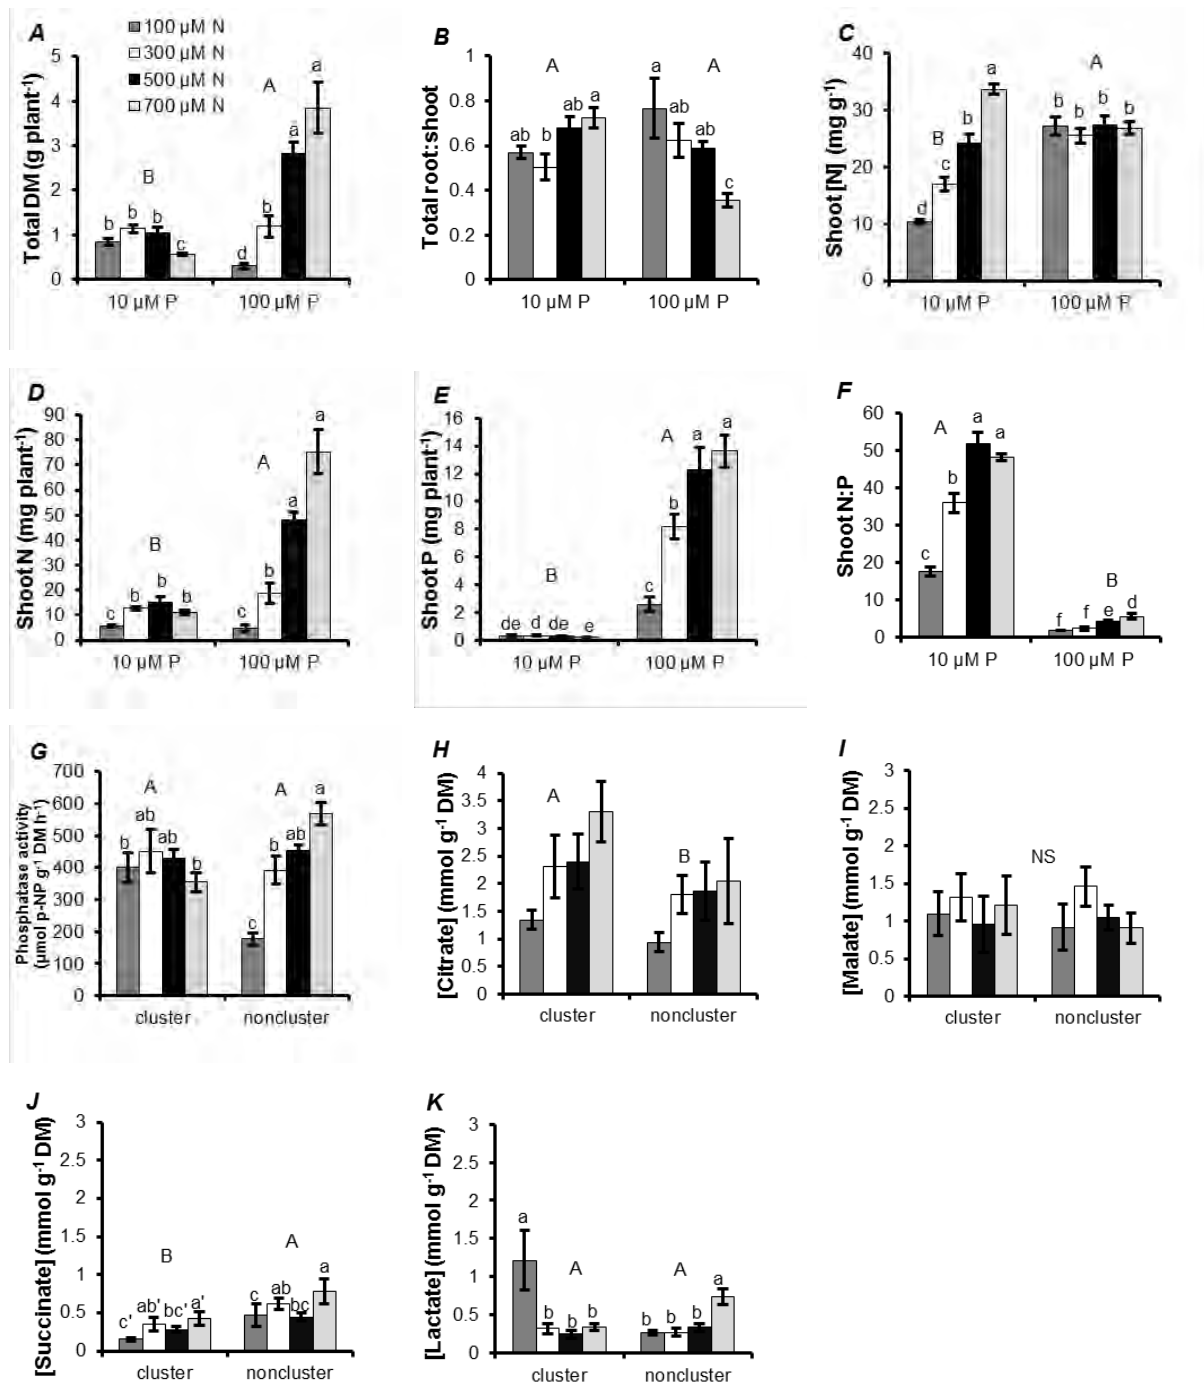 A
100 µM N
300 µM N
500 µM N
700 µM N
Total DM (g plant-1)
5
4
3
2
1
0
b
b
b
c
B
d
b
a
a
A
10 µM P
100 µM P
B
Total root:shoot
1
0.8
0.6
0.4
0.2
0
A
ab
b
ab
a
a
A
ab
ab
c
10 µM P
100 µM P
C
Shoot [N] (mg g-1)
40
30
20
10
0
d
c
b
a
B
A
b
b
b
b
10 µM P
100 µM P
D
Shoot N (mg plant-1)
90
80
70
60
50
40
30
20
10
0
B
c
b
b
b
A
c
b
a
a
10 µM P
100 µM P
E
Shoot P (mg plant-1)
16
14
12
10
8
6
4
2
0
B
de
d
de
e
A
c
b
a
a
10 µM P
100 µM P
F
Shoot N:P
60
50
40
30
20
10
0
A
c
b
a
a
B
f
f
e
d
10 µM P
100 µM P
G
Phosphatase activity
(µmol p-NP g-1 DM h-1)
700
600
500
400
300
200
100
0
A
b
ab
ab
b
A
c
b
ab
a
cluster
noncluster
H
[Citrate] (mmol g-1 DM)
4
3.5
3
2.5
2
1.5
1
0.5
0
A
B
cluster
noncluster
I
[Malate] (mmol g-1 DM)
3
2.5
2
1.5
1
0.5
0
NS
cluster
noncluster
J
[Succinate] (mmol g-1 DM)
3
2.5
2
1.5
1
0.5
0
B
c'
ab'
bc'
a'
A
c
ab
bc
a
cluster
noncluster
K
[Lactate] (mmol g-1 DM)
3
2.5
2
1.5
1
0.5
0
a
A
b
b
b
A
b
b
b
a
cluster
noncluster